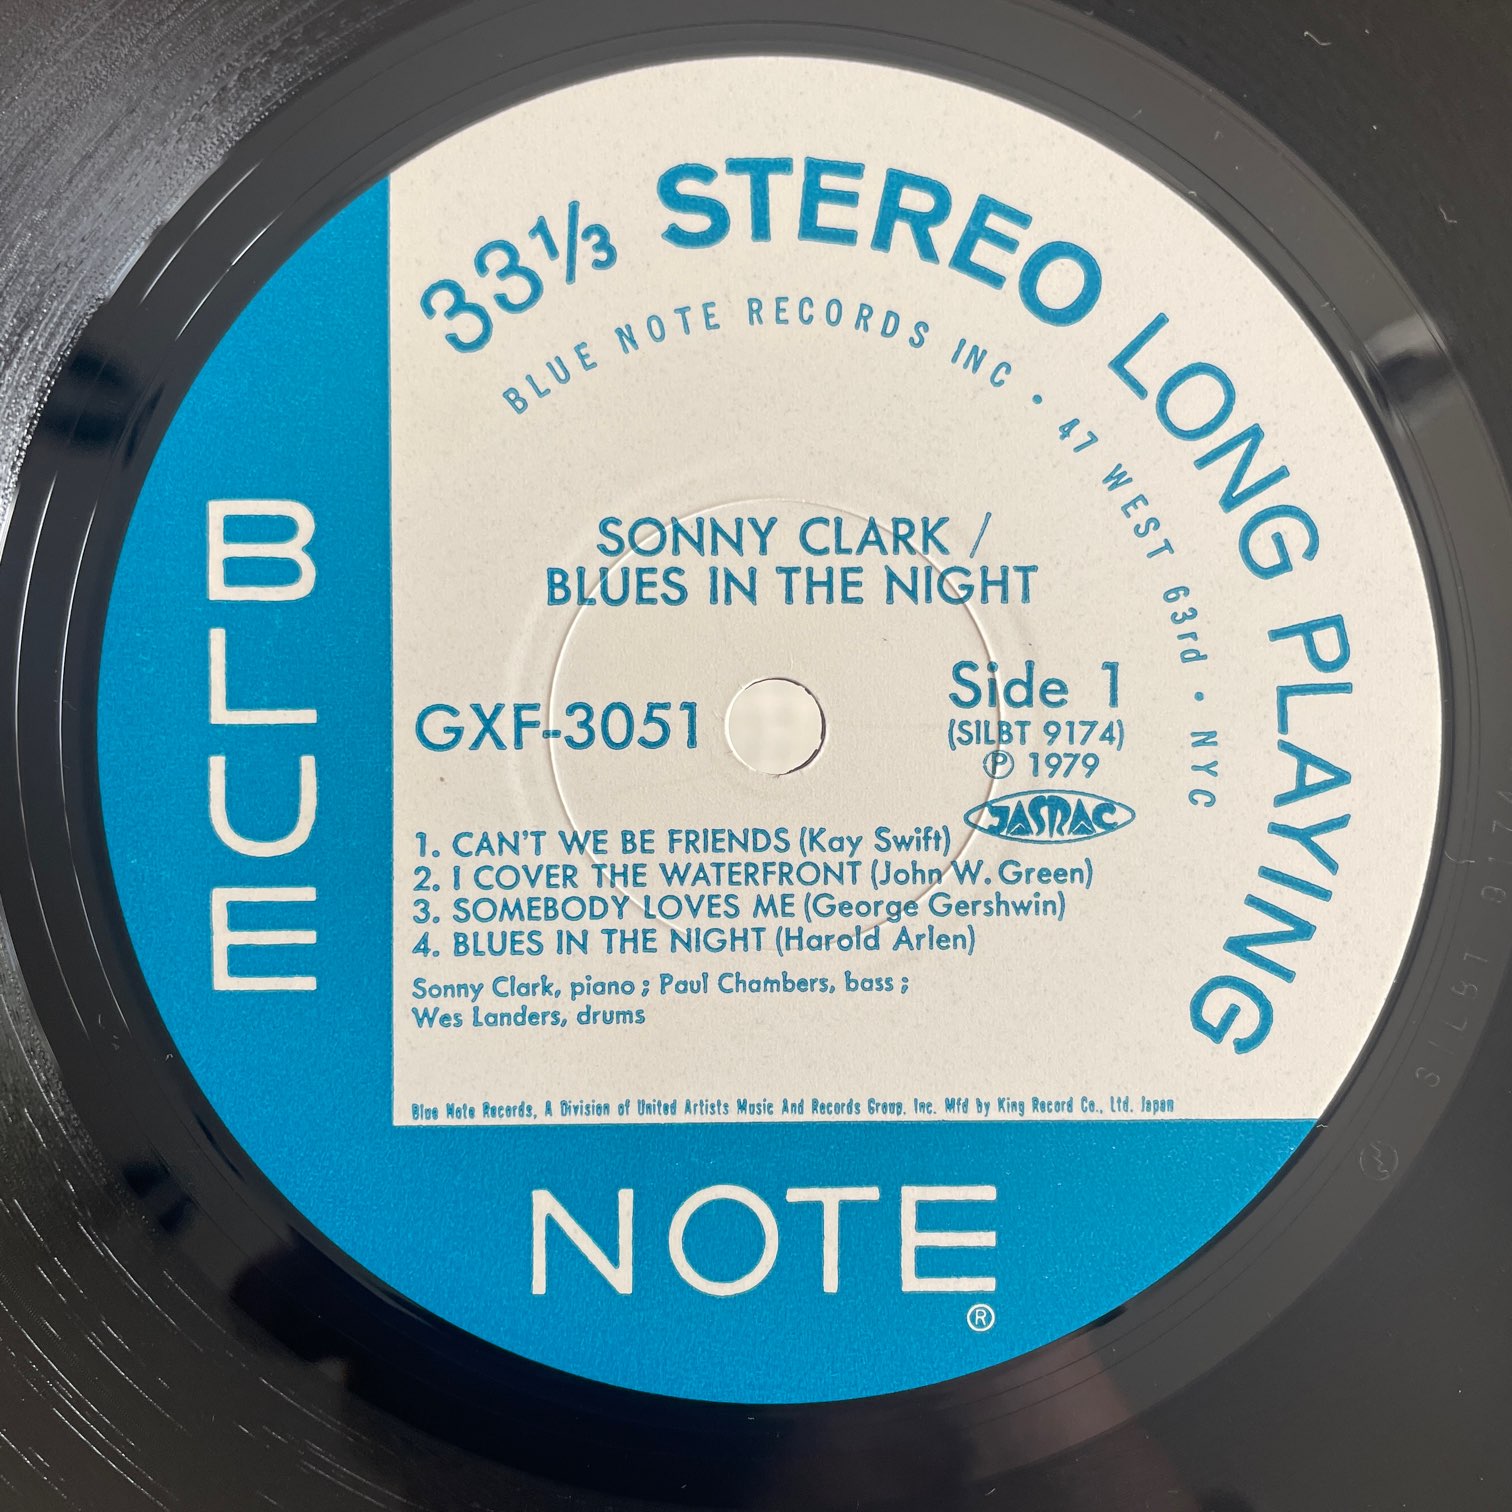 33⅓ STEREO LONG PLAYING
BLUE NOTE RECORDS INC • 47 WEST 63rd • NYC
SONNY CLARK /
BLUES IN THE NIGHT
GXF-3051
Side 1
(SILBT 9174)
℗ 1979
JASRAC
1. CAN'T WE BE FRIENDS (Kay Swift)
2. I COVER THE WATERFRONT (John W. Green)
3. SOMEBODY LOVES ME (George Gershwin)
4. BLUES IN THE NIGHT (Harold Arlen)
Sonny Clark, piano ; Paul Chambers, bass ;
Wes Landers, drums
Blue Note Records, A Division of United Artists Music And Records Group, Inc. Mfd by King Record Co., Ltd. Japan
BLUE
NOTE
®